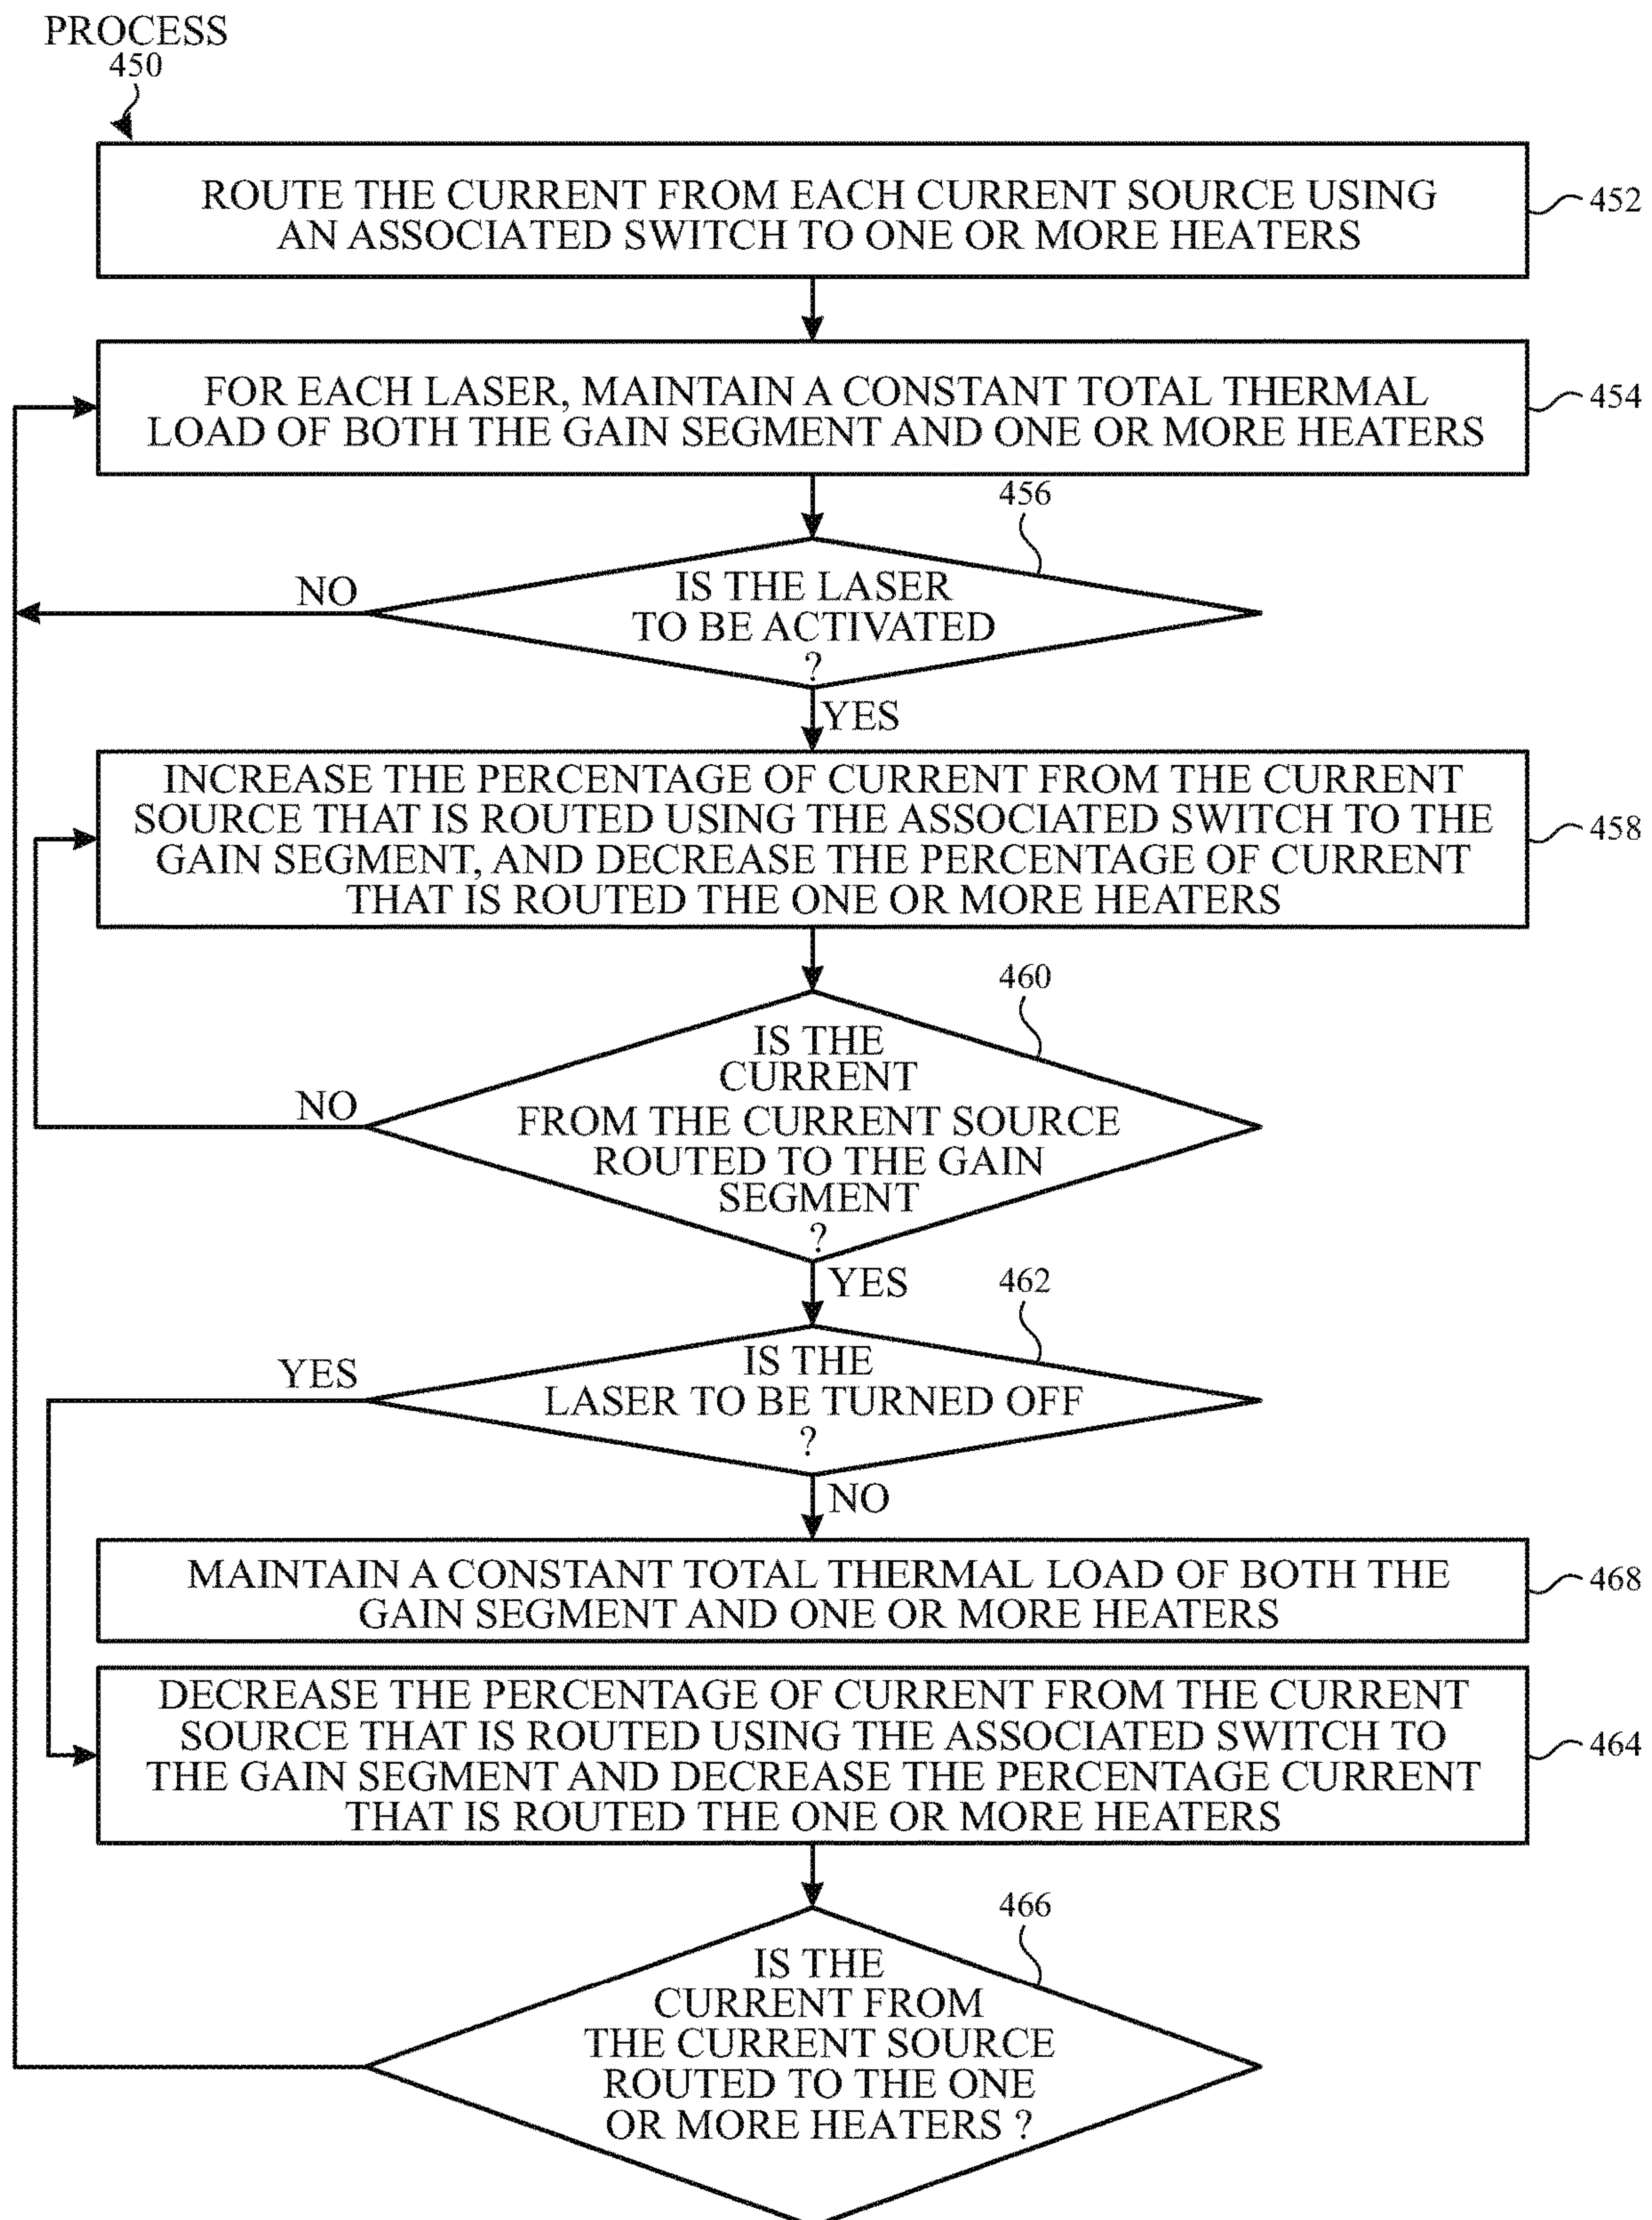 PROCESS
450
ROUTE THE CURRENT FROM EACH CURRENT SOURCE USING
AN ASSOCIATED SWITCH TO ONE OR MORE HEATERS
452
FOR EACH LASER, MAINTAIN A CONSTANT TOTAL THERMAL
LOAD OF BOTH THE GAIN SEGMENT AND ONE OR MORE HEATERS
454
456
IS THE LASER
TO BE ACTIVATED
?
NO
YES
INCREASE THE PERCENTAGE OF CURRENT FROM THE CURRENT
SOURCE THAT IS ROUTED USING THE ASSOCIATED SWITCH TO THE
GAIN SEGMENT, AND DECREASE THE PERCENTAGE OF CURRENT
THAT IS ROUTED THE ONE OR MORE HEATERS
458
460
IS THE
CURRENT
FROM THE CURRENT SOURCE
ROUTED TO THE GAIN
SEGMENT
?
NO
YES
462
IS THE
LASER TO BE TURNED OFF
?
YES
NO
MAINTAIN A CONSTANT TOTAL THERMAL LOAD OF BOTH THE
GAIN SEGMENT AND ONE OR MORE HEATERS
468
DECREASE THE PERCENTAGE OF CURRENT FROM THE CURRENT
SOURCE THAT IS ROUTED USING THE ASSOCIATED SWITCH TO
THE GAIN SEGMENT AND DECREASE THE PERCENTAGE CURRENT
THAT IS ROUTED THE ONE OR MORE HEATERS
464
466
IS THE
CURRENT FROM
THE CURRENT SOURCE
ROUTED TO THE ONE
OR MORE HEATERS ?